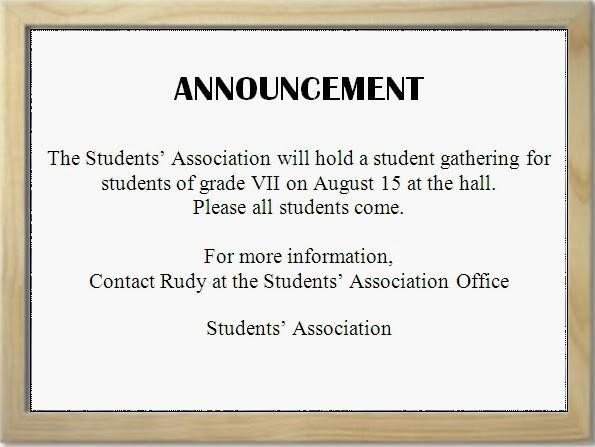 ANNOUNCEMENT
The Students' Association will hold a student gathering for
students of grade VII on August 15 at the hall.
Please all students come.
For more information,
Contact Rudy at the Students' Association Office
Students' Association